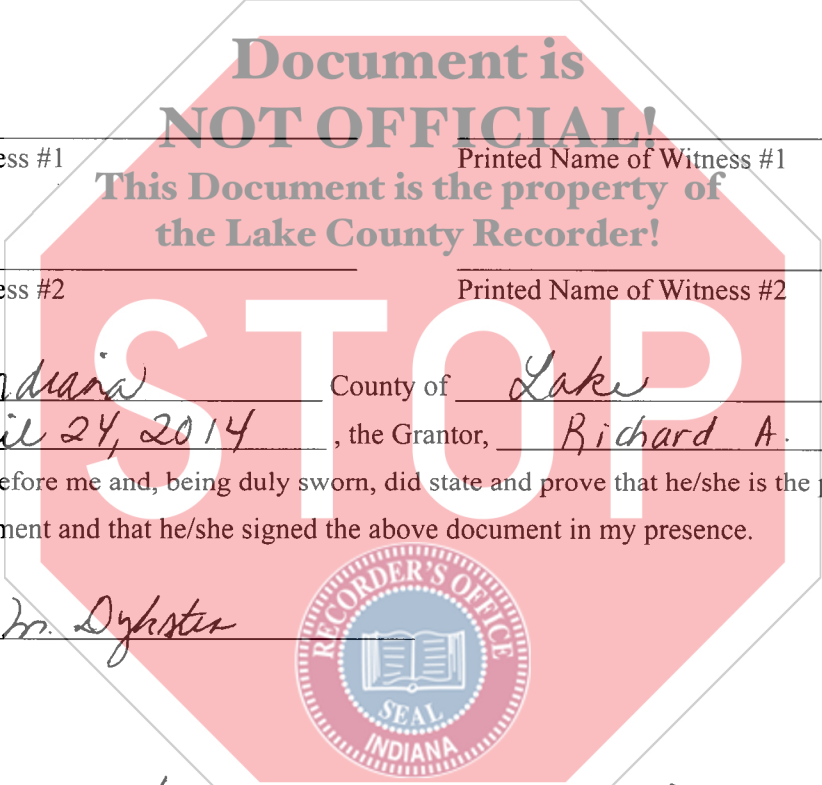 Document is
NOT OFFICIAL!
ess #1 Printed Name of Witness #1
This Document is the property of
the Lake County Recorder!
ess #2 Printed Name of Witness #2
STOP
ndiana County of Lake
il 24, 2014 , the Grantor, Richard A.
efore me and, being duly sworn, did state and prove that he/she is the p
ment and that he/she signed the above document in my presence.
m. Dykstra
RECORDER'S OFFICE
SEAL
INDIANA